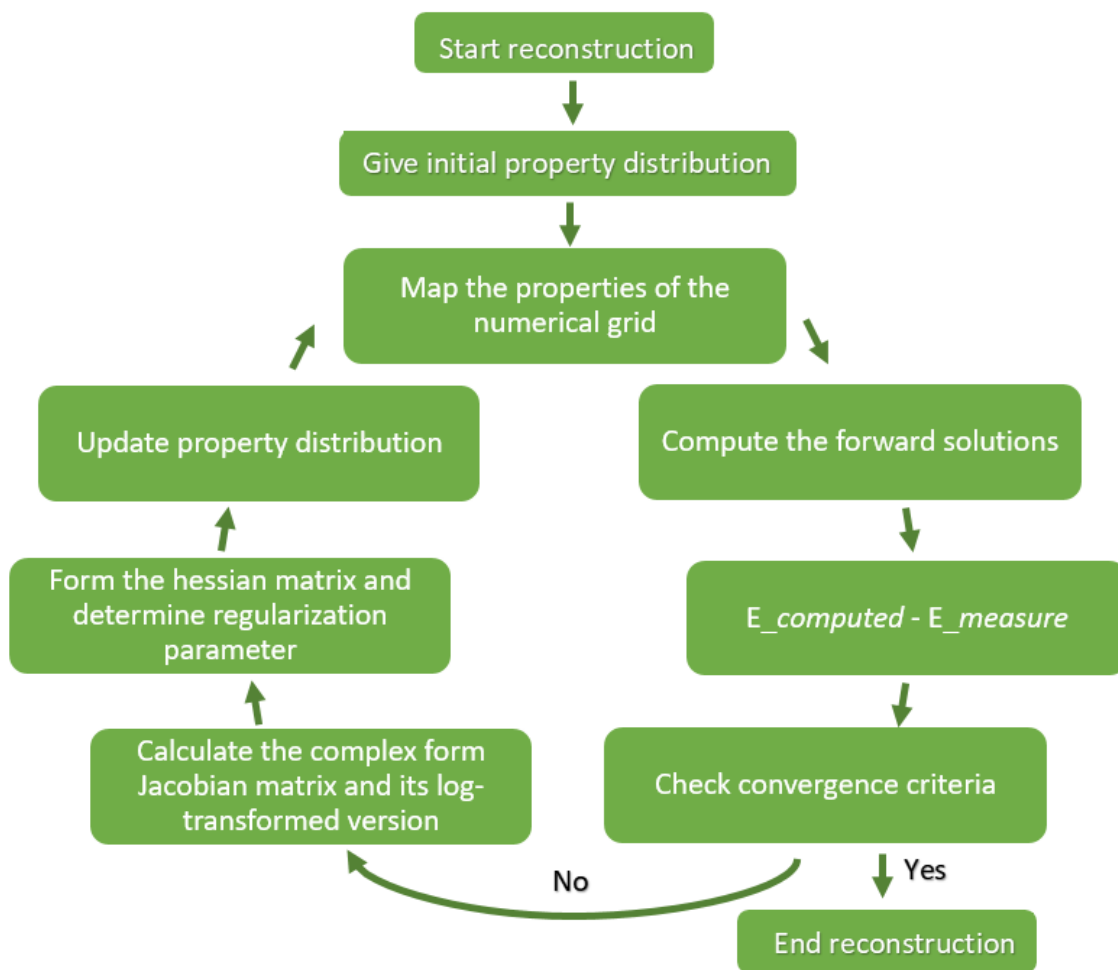 Start reconstruction
Give initial property distribution
Map the properties of the
numerical grid
Compute the forward solutions
E_computed - E_measure
Check convergence criteria
Yes
End reconstruction
No
Calculate the complex form
Jacobian matrix and its log-
transformed version
Form the hessian matrix and
determine regularization
parameter
Update property distribution